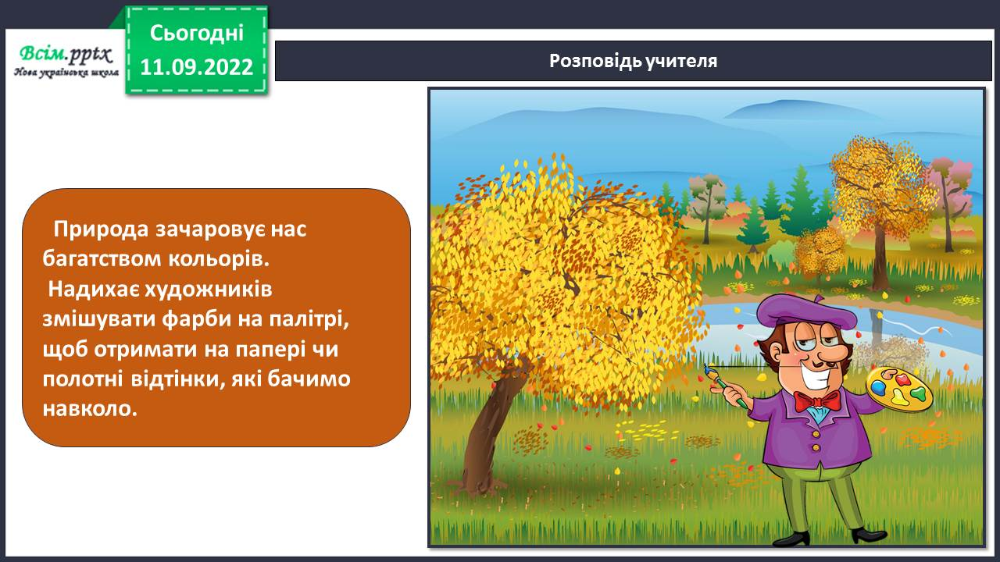 Всім.pptx
Нова українська школа
Сьогодні
11.09.2022
Розповідь учителя
Природа зачаровує нас
багатством кольорів.
Надихає художників
змішувати фарби на палітрі,
щоб отримати на папері чи
полотні відтінки, які бачимо
навколо.